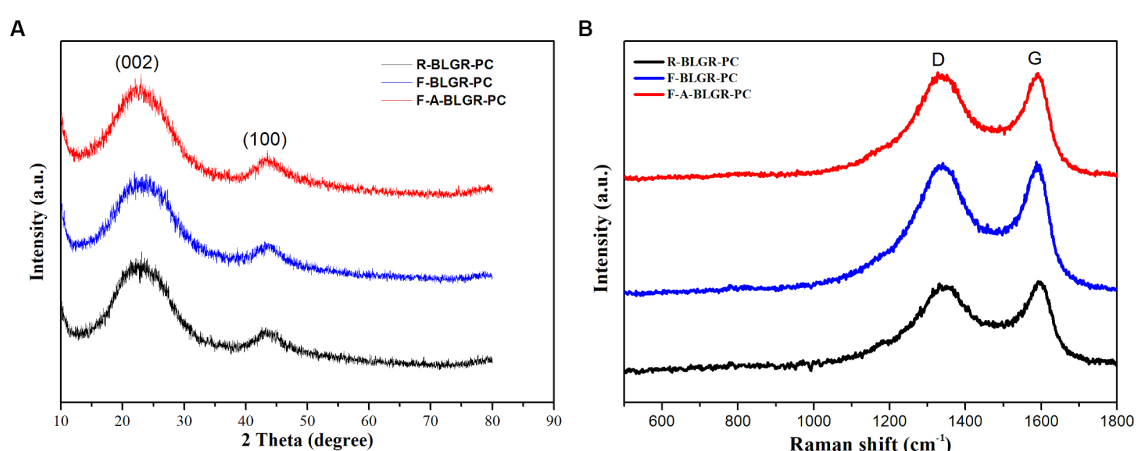 A
(002)
(100)
R-BLGR-PC
F-BLGR-PC
F-A-BLGR-PC
Intensity (a.u.)
10 20 30 40 50 60 70 80 90
2 Theta (degree)
B
R-BLGR-PC
F-BLGR-PC
F-A-BLGR-PC
D
G
Intensity (a.u.)
600 800 1000 1200 1400 1600 1800
Raman shift (cm⁻¹)